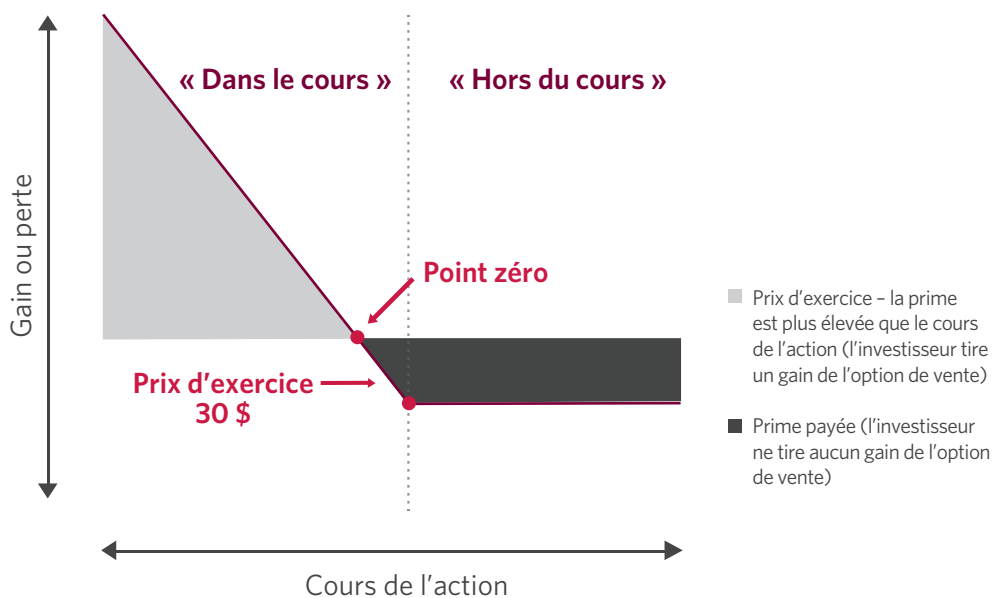 « Dans le cours »
« Hors du cours »
Gain ou perte
Point zéro
Prix d'exercice
30 $
Prix d'exercice – la prime
est plus élevée que le cours
de l'action (l'investisseur tire
un gain de l'option de vente)
Prime payée (l'investisseur
ne tire aucun gain de l'option
de vente)
Cours de l'action